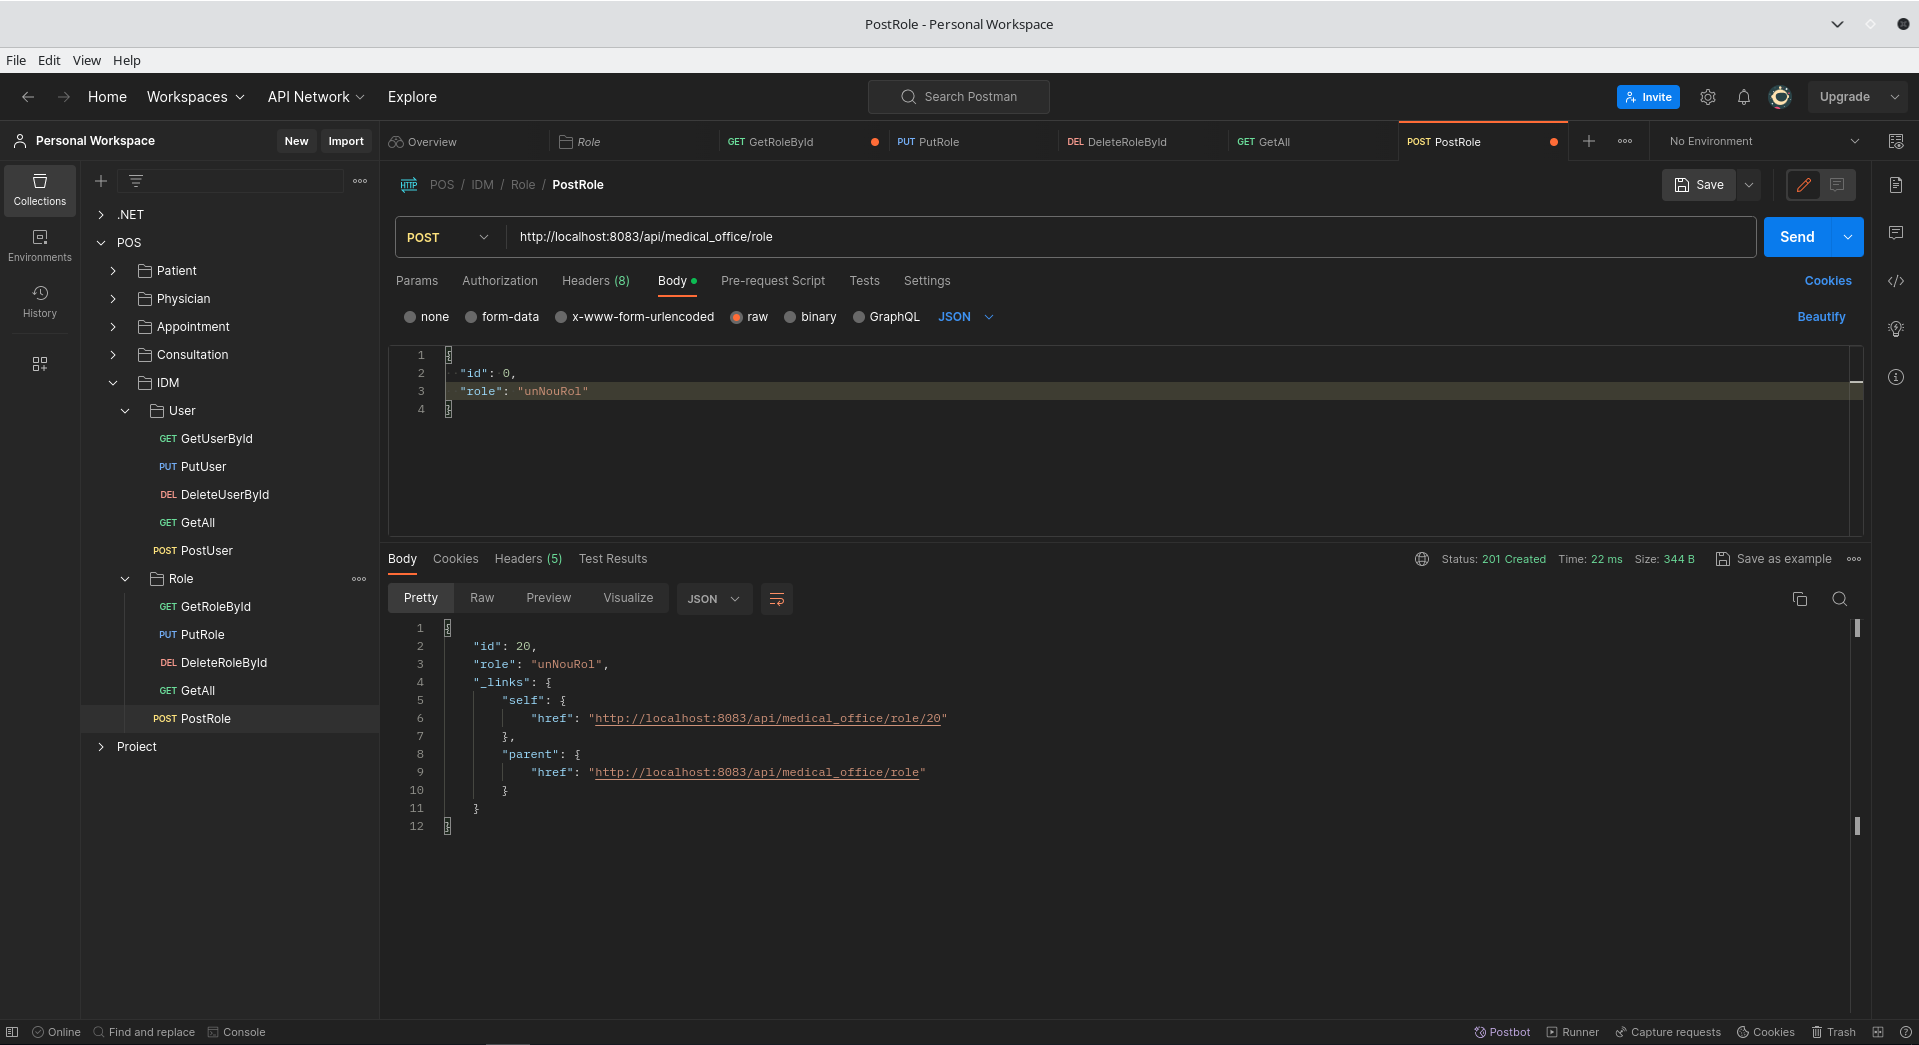 PostRole - Personal Workspace
File Edit View Help
Home Workspaces API Network Explore Search Postman Invite Upgrade
Personal Workspace New Import
Overview Role GET GetRoleById PUT PutRole DEL DeleteRoleById GET GetAll POST PostRole No Environment
Collections
Environments
History
.NET
POS
Patient
Physician
Appointment
Consultation
IDM
User
GET GetUserById
PUT PutUser
DEL DeleteUserById
GET GetAll
POST PostUser
Role
GET GetRoleById
PUT PutRole
DEL DeleteRoleById
GET GetAll
POST PostRole
Proiect
HTTP POS / IDM / Role / PostRole Save
POST http://localhost:8083/api/medical_office/role Send
Params Authorization Headers (8) Body Pre-request Script Tests Settings Cookies
none form-data x-www-form-urlencoded raw binary GraphQL JSON Beautify
1 {
2 "id": 0,
3 "role": "unNouRol"
4 }
Body Cookies Headers (5) Test Results Status: 201 Created Time: 22 ms Size: 344 B Save as example
Pretty Raw Preview Visualize JSON
1 {
2 "id": 20,
3 "role": "unNouRol",
4 "_links": {
5 "self": {
6 "href": "http://localhost:8083/api/medical_office/role/20"
7 },
8 "parent": {
9 "href": "http://localhost:8083/api/medical_office/role"
10 }
11 }
12 }
Online Find and replace Console Postbot Runner Capture requests Cookies Trash